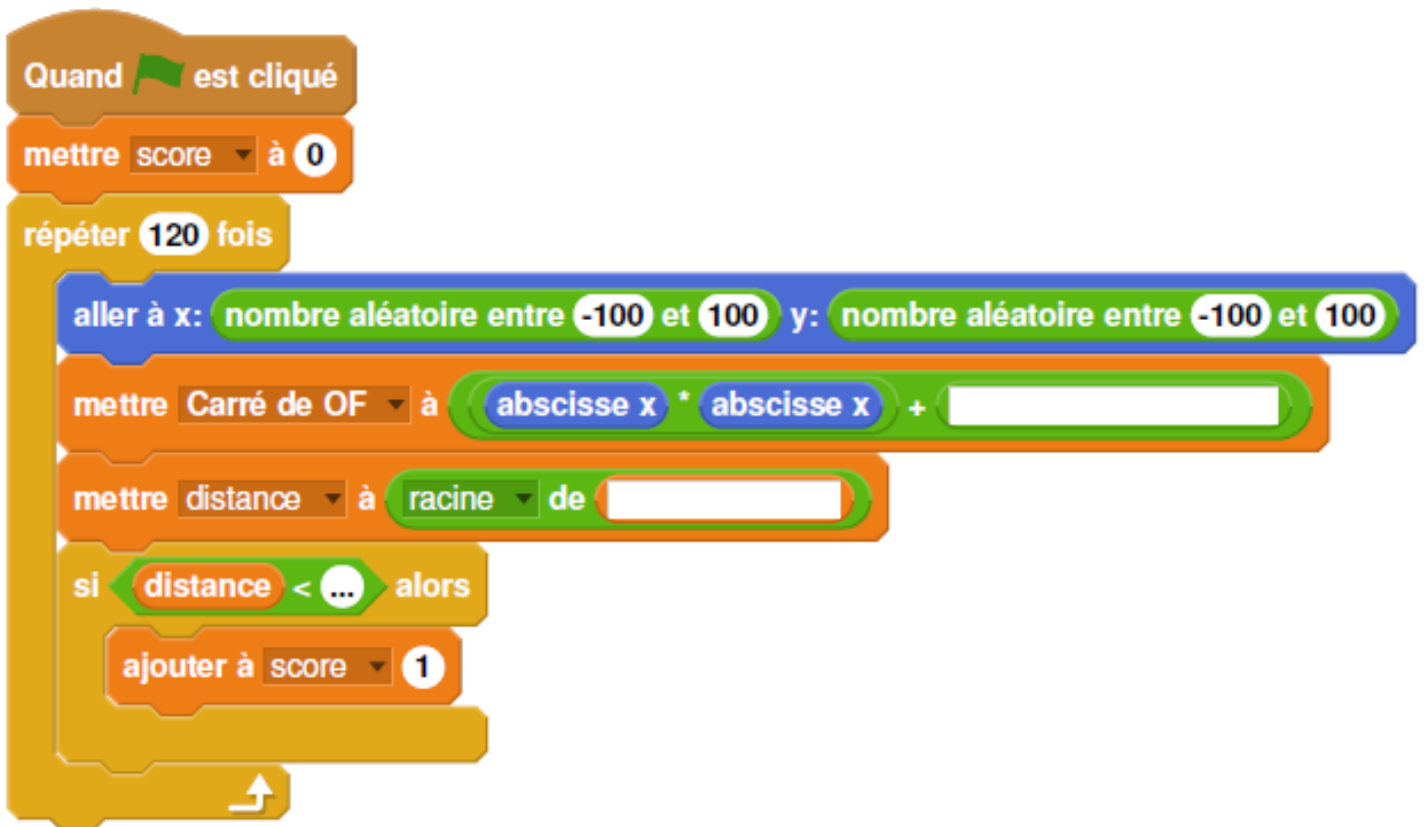 Quand est cliqué
mettre score à 0
répéter 120 fois
aller à x: nombre aléatoire entre -100 et 100 y: nombre aléatoire entre -100 et 100
mettre Carré de OF à abscisse x * abscisse x +
mettre distance à racine de
si distance < ... alors
ajouter à score 1